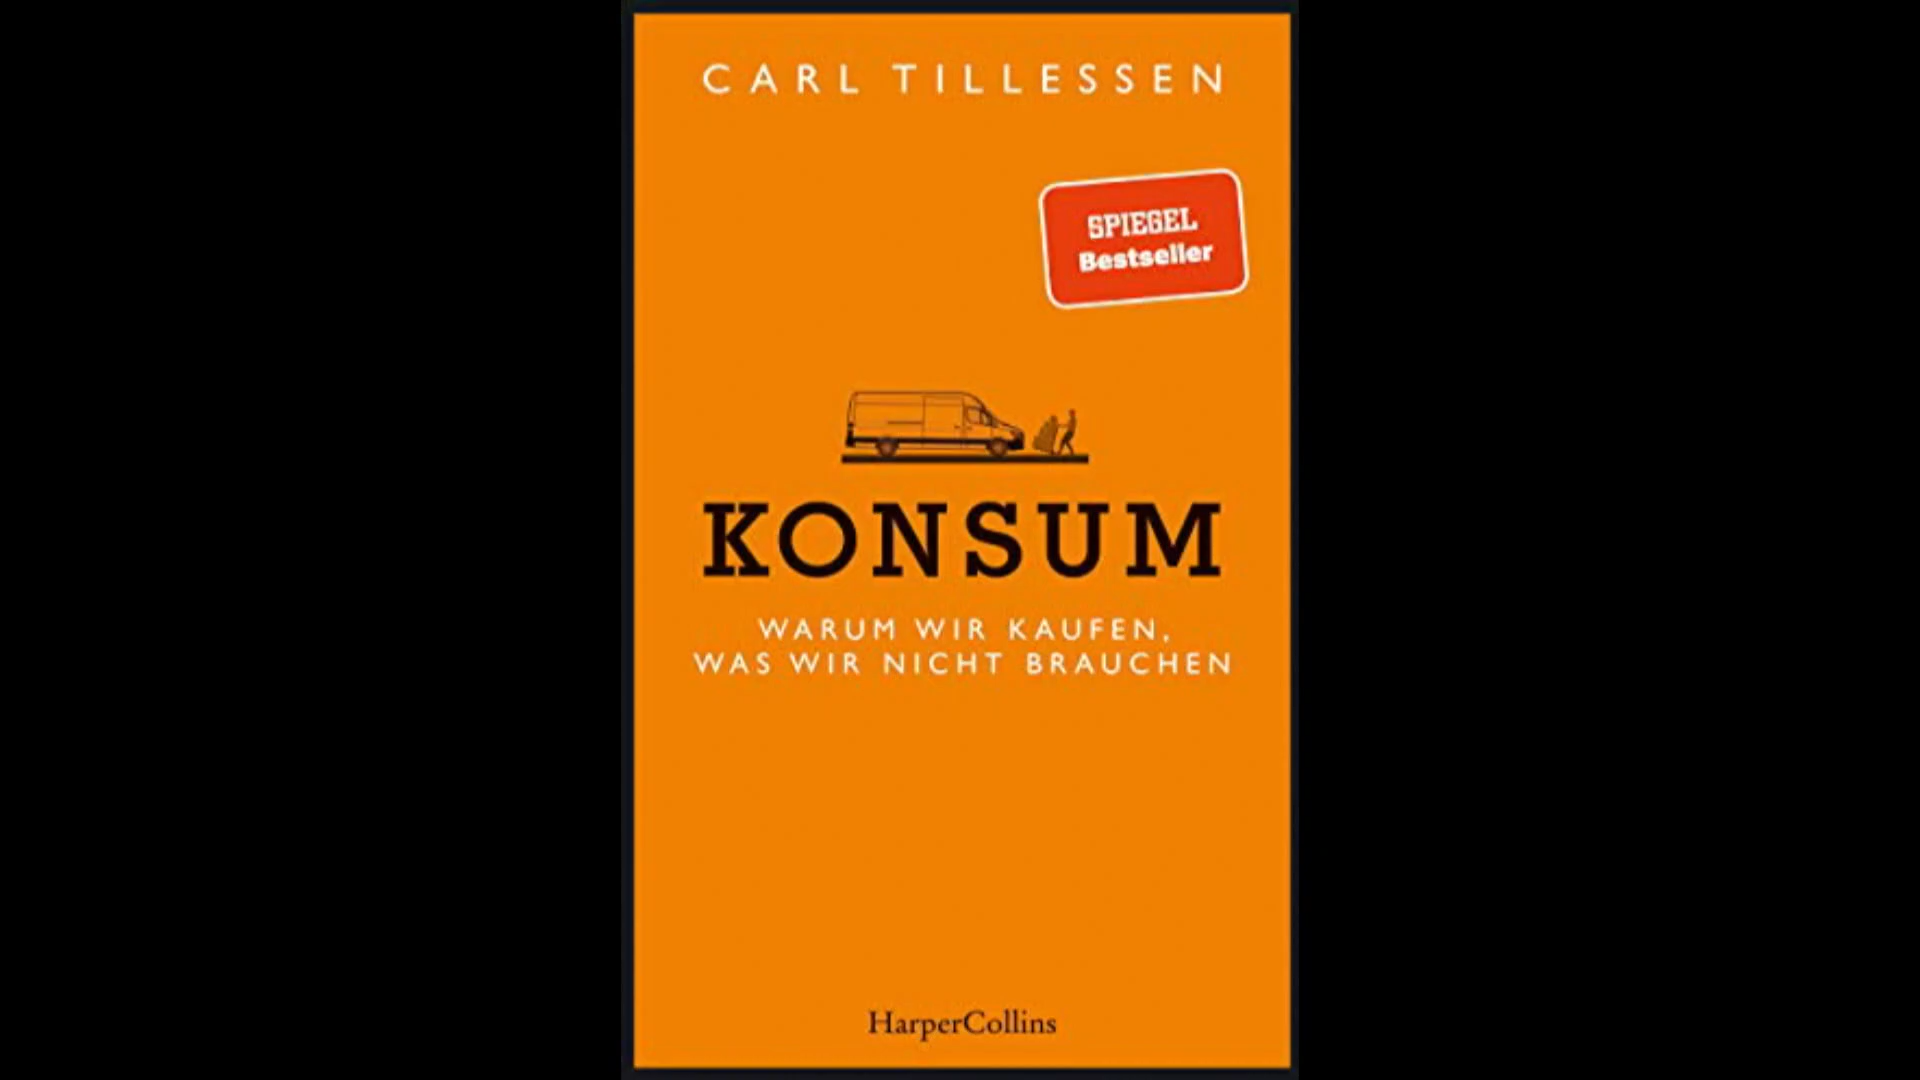 CARL TILLESSEN
SPIEGEL
Bestseller
KONSUM
WARUM WIR KAUFEN,
WAS WIR NICHT BRAUCHEN
HarperCollins